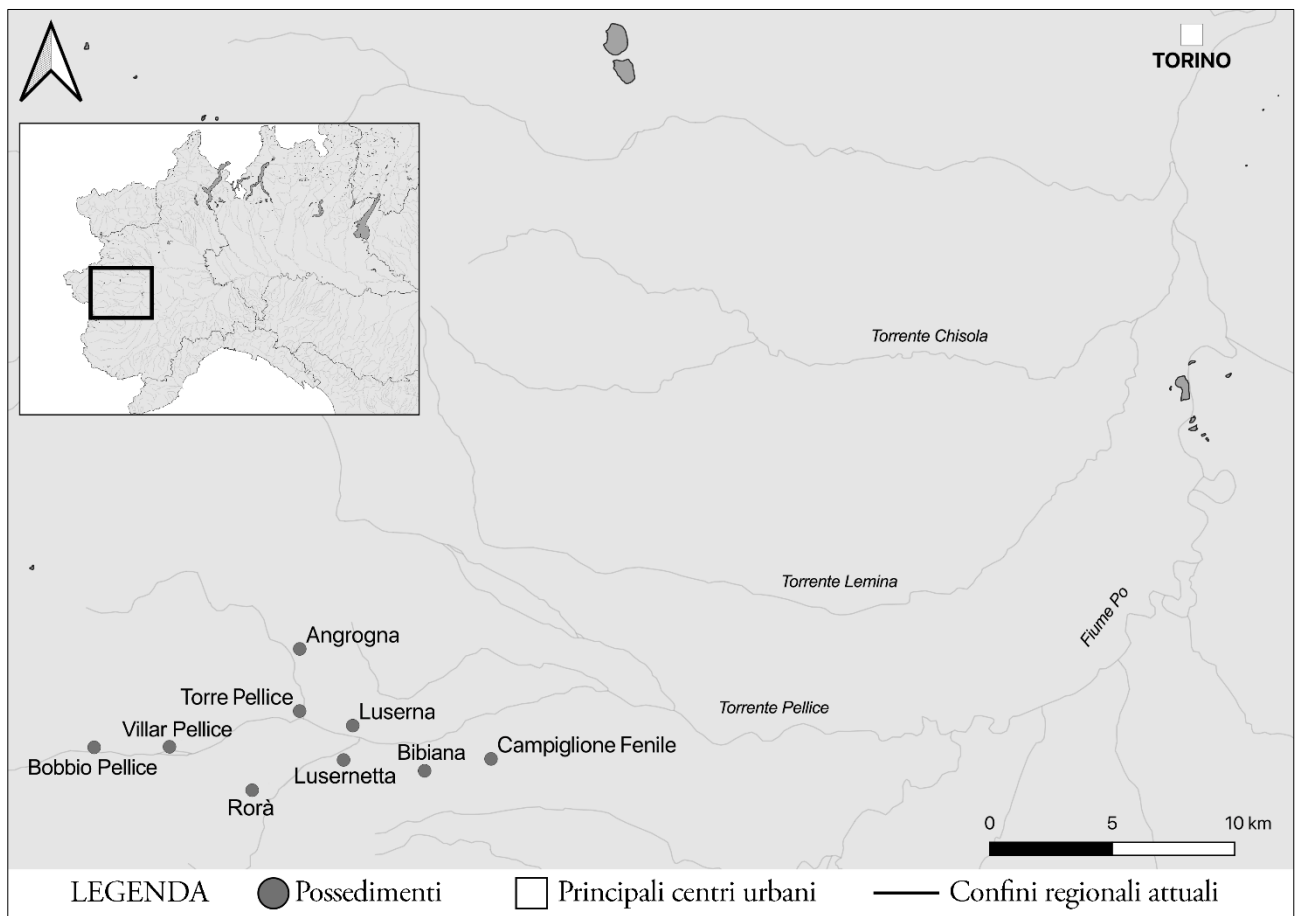 TORINO
Torrente Chisola
Torrente Lemina
Fiume Po
Angrogna
Torre Pellice
Luserna
Torrente Pellice
Villar Pellice
Bobbio Pellice
Bibiana
Campiglione Fenile
Lusernetta
Rorà
0 5 10 km
LEGENDA Possedimenti Principali centri urbani Confini regionali attuali